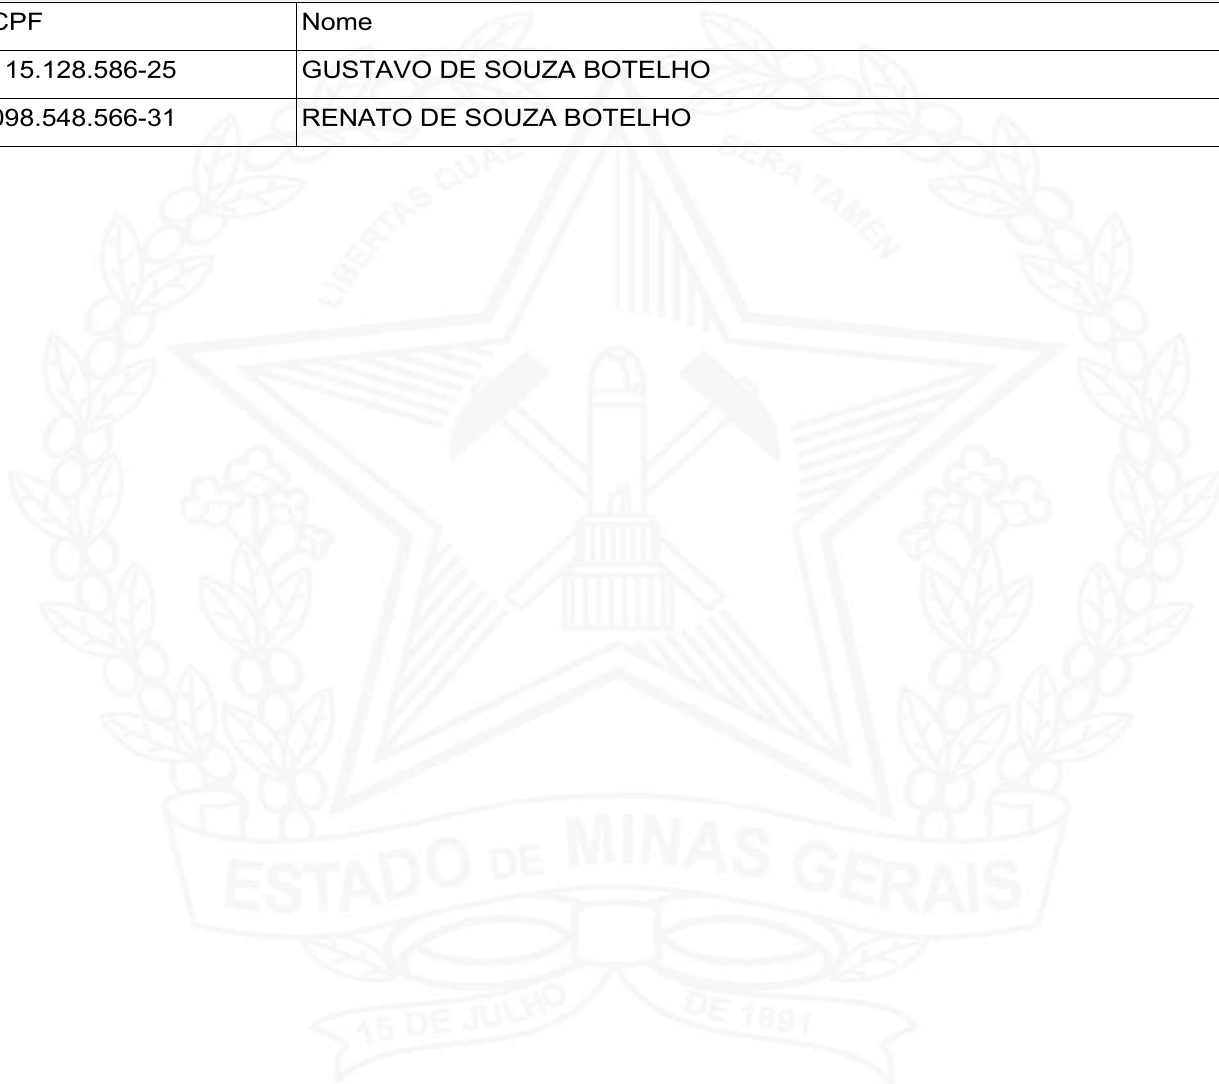 CPF Nome
15.128.586-25 GUSTAVO DE SOUZA BOTELHO
098.548.566-31 RENATO DE SOUZA BOTELHO
LIBERTAS QUAE SERA TAMEN
ESTADO DE MINAS GERAIS
15 DE JULHO DE 1891